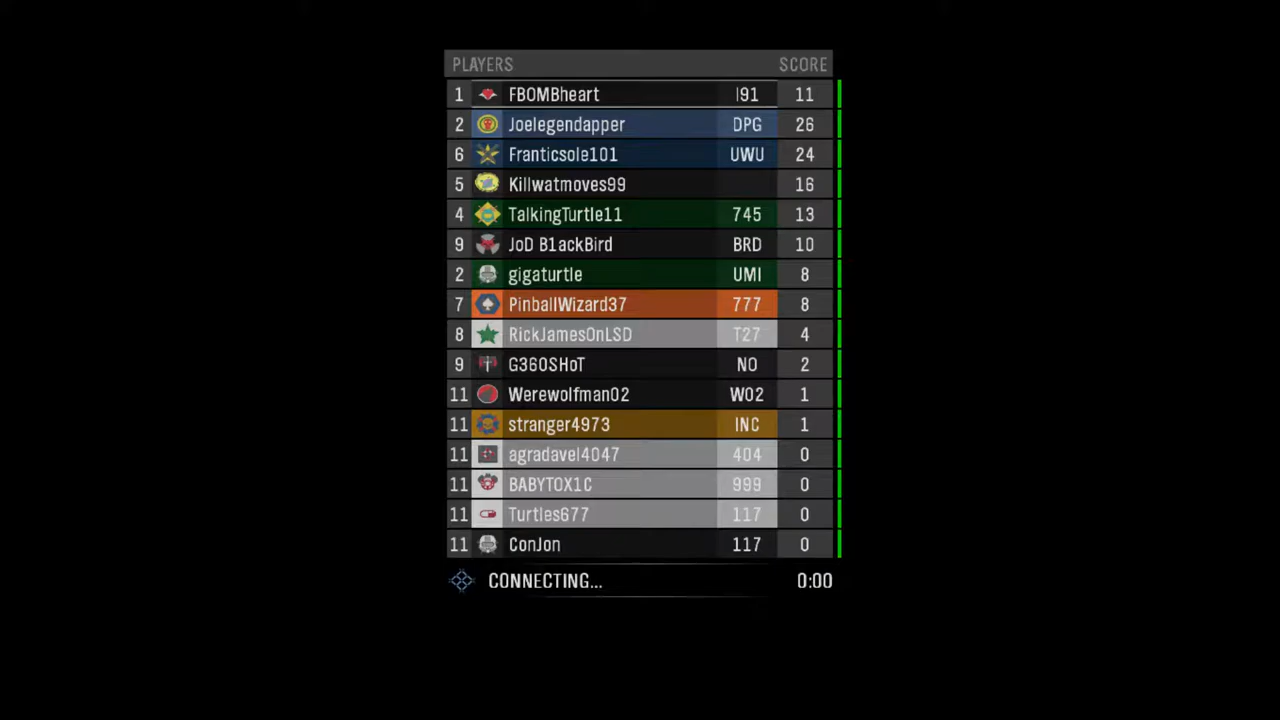 PLAYERS SCORE
1 FBOMBheart I91 11
2 Joelegendapper DPG 26
6 Franticsole101 UWU 24
5 Killwatmoves99 16
4 TalkingTurtle11 745 13
9 JoD B1ackBird BRD 10
2 gigaturtle UMI 8
7 PinballWizard37 777 8
8 RickJamesOnLSD T27 4
9 G360SHoT NO 2
11 Werewolfman02 W02 1
11 stranger4973 INC 1
11 agradavel4047 404 0
11 BABYTOX1C 999 0
11 Turtles677 117 0
11 ConJon 117 0
CONNECTING... 0:00